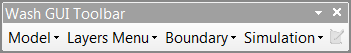 Wash GUI Toolbar
Model Layers Menu Boundary Simulation